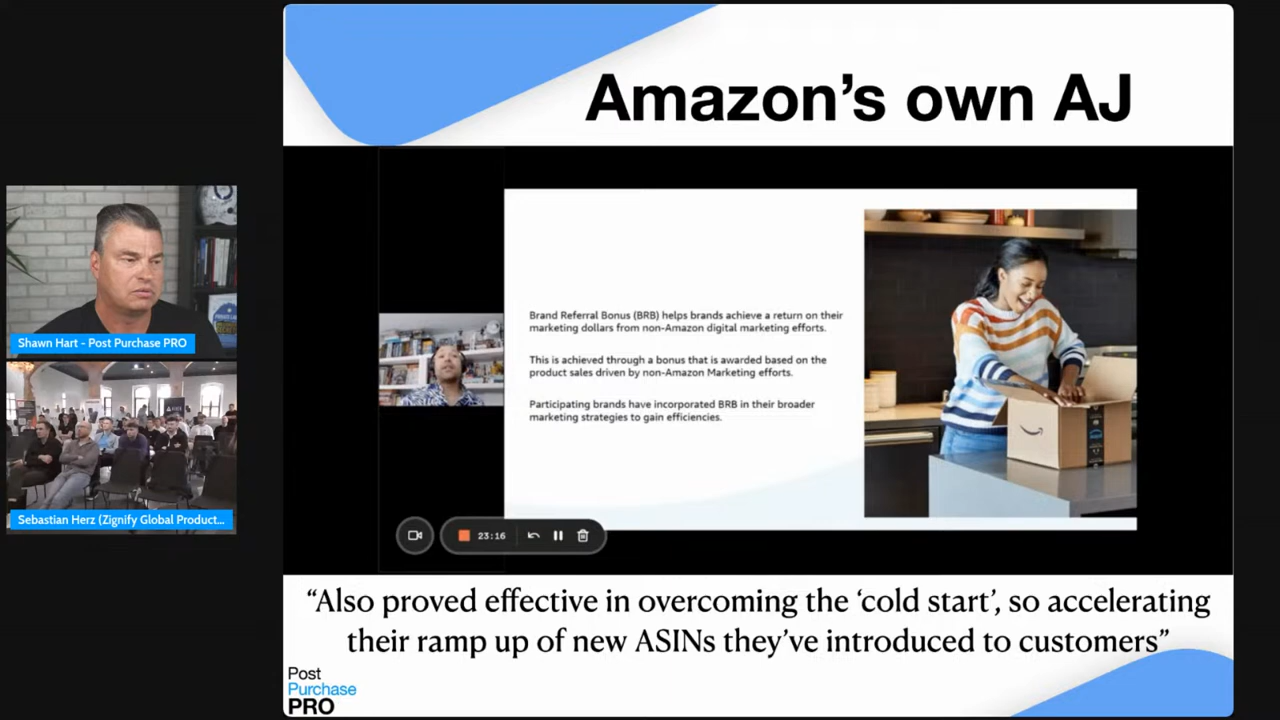 Amazon's own AJ
Shawn Hart - Post Purchase PRO
Sebastian Herz (Zignify Global Product...
Brand Referral Bonus (BRB) helps brands achieve a return on their
marketing dollars from non-Amazon digital marketing efforts.
This is achieved through a bonus that is awarded based on the
product sales driven by non-Amazon Marketing efforts.
Participating brands have incorporated BRB in their broader
marketing strategies to gain efficiencies.
23:16
“Also proved effective in overcoming the ‘cold start’, so accelerating
their ramp up of new ASINs they’ve introduced to customers”
Post
Purchase
PRO